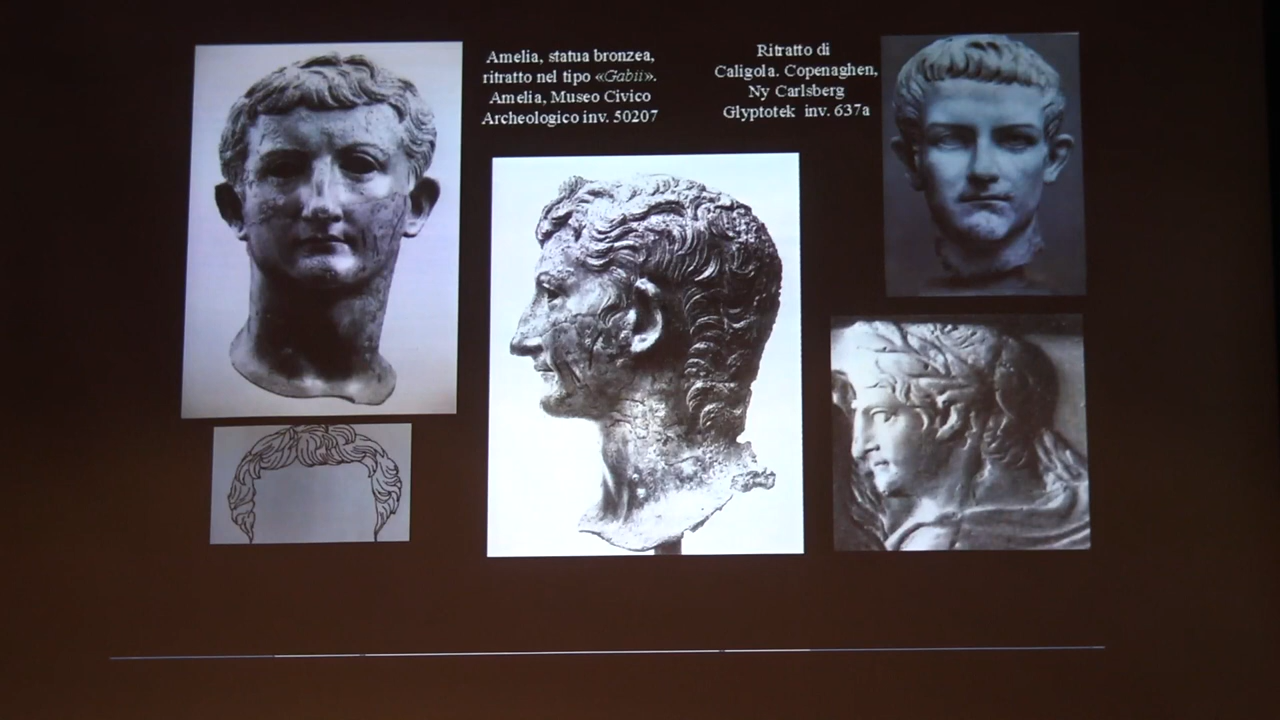 Amelia, statua bronzea,
ritratto nel tipo «Gabii».
Amelia, Museo Civico
Archeologico inv. 50207
Ritratto di
Caligola. Copenaghen,
Ny Carlsberg
Glyptotek inv. 637a